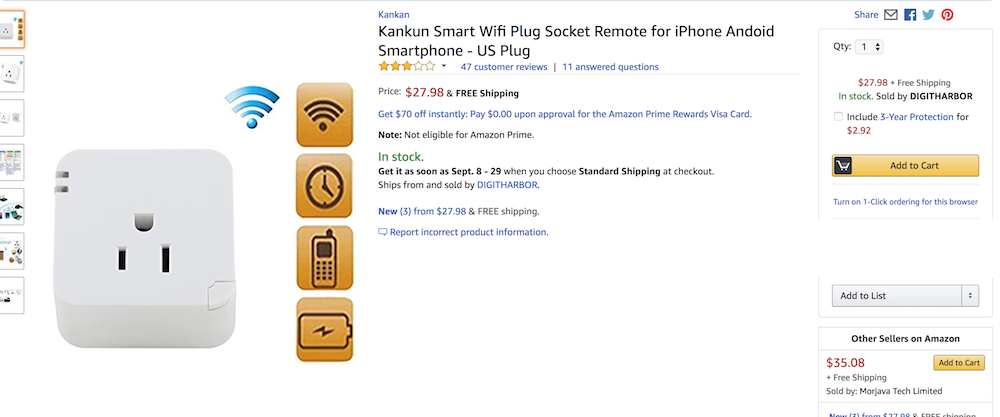 Kankan
Share
Kankun Smart Wifi Plug Socket Remote for iPhone Andoid
Smartphone - US Plug
47 customer reviews | 11 answered questions
Price: $27.98 & FREE Shipping
Get $70 off instantly: Pay $0.00 upon approval for the Amazon Prime Rewards Visa Card.
Note: Not eligible for Amazon Prime.
In stock.
Get it as soon as Sept. 8 - 29 when you choose Standard Shipping at checkout.
Ships from and sold by DIGITHARBOR.
New (3) from $27.98 & FREE shipping.
Report incorrect product information.
Qty: 1
$27.98 + Free Shipping
In stock. Sold by DIGITHARBOR
Include 3-Year Protection for
$2.92
Add to Cart
Turn on 1-Click ordering for this browser
Add to List
Other Sellers on Amazon
$35.08
Add to Cart
+ Free Shipping
Sold by: Morjava Tech Limited
New (3) from $27.98 & FREE shipping